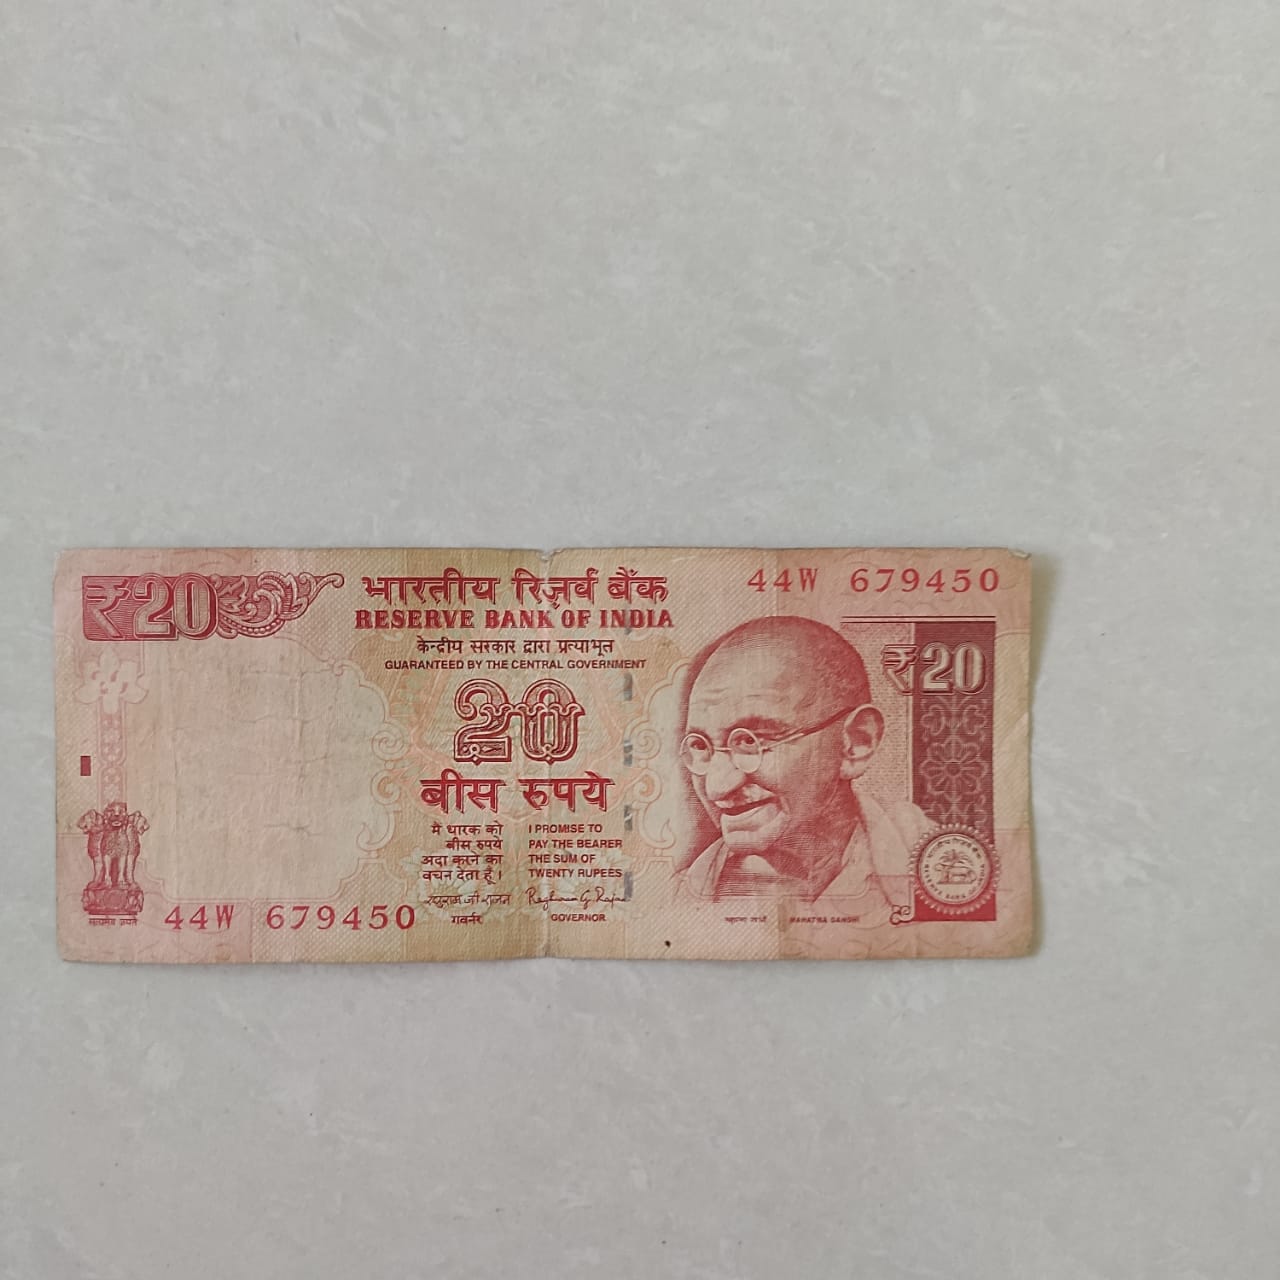 ₹20
भारतीय रिज़र्व बैंक
RESERVE BANK OF INDIA
केन्द्रीय सरकार द्वारा प्रत्याभूत
GUARANTEED BY THE CENTRAL GOVERNMENT
44W 679450
₹20
20
बीस रुपये
मैं धारक को
बीस रुपये
अदा करने का
वचन देता हूँ।
I PROMISE TO
PAY THE BEARER
THE SUM OF
TWENTY RUPEES
रघुराम जी राजन
गवर्नर
Raghuram G. Rajan
GOVERNOR
सत्यमेव जयते
44W 679450
महात्मा गांधी
MAHATMA GANDHI